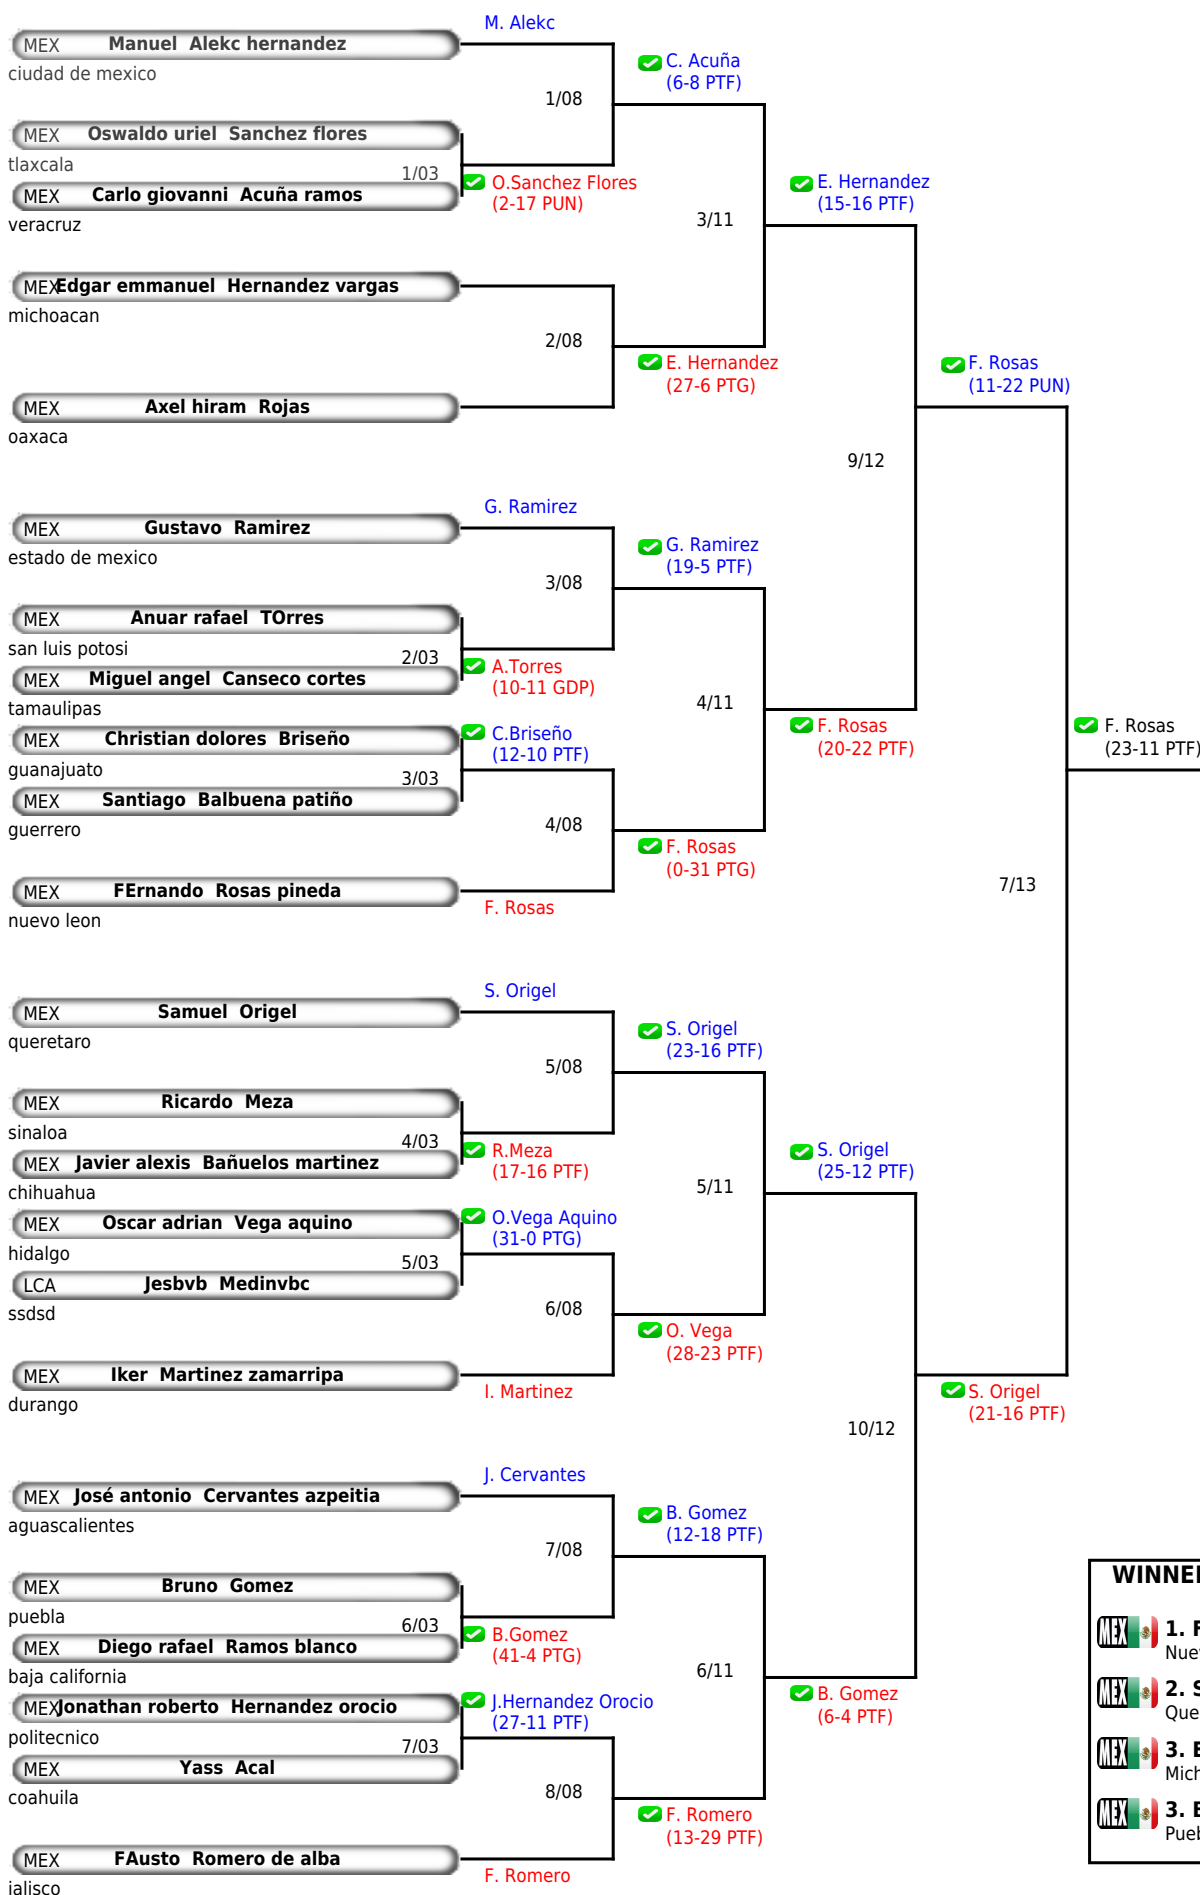 M. Alekc
MEX Manuel Alekc hernandez
ciudad de mexico
C. Acuña
(6-8 PTF)
1/08
MEX Oswaldo uriel Sanchez flores
tlaxcala
1/03
O.Sanchez Flores
(2-17 PUN)
MEX Carlo giovanni Acuña ramos
veracruz
E. Hernandez
(15-16 PTF)
3/11
MEX Edgar emmanuel Hernandez vargas
michoacan
2/08
E. Hernandez
(27-6 PTG)
F. Rosas
(11-22 PUN)
MEX Axel hiram Rojas
oaxaca
9/12
G. Ramirez
MEX Gustavo Ramirez
estado de mexico
G. Ramirez
(19-5 PTF)
3/08
MEX Anuar rafael TOrres
san luis potosi
2/03
A.Torres
(10-11 GDP)
MEX Miguel angel Canseco cortes
tamaulipas
4/11
MEX Christian dolores Briseño
guanajuato
C.Briseño
(12-10 PTF)
F. Rosas
(20-22 PTF)
F. Rosas
(23-11 PTF)
3/03
MEX Santiago Balbuena patiño
guerrero
4/08
F. Rosas
(0-31 PTG)
MEX FErnando Rosas pineda
nuevo leon
F. Rosas
7/13
S. Origel
MEX Samuel Origel
queretaro
S. Origel
(23-16 PTF)
5/08
MEX Ricardo Meza
sinaloa
4/03
R.Meza
(17-16 PTF)
MEX Javier alexis Bañuelos martinez
chihuahua
S. Origel
(25-12 PTF)
5/11
MEX Oscar adrian Vega aquino
hidalgo
O.Vega Aquino
(31-0 PTG)
5/03
LCA Jesbvb Medinvbc
ssdsd
6/08
O. Vega
(28-23 PTF)
MEX Iker Martinez zamarripa
durango
I. Martinez
S. Origel
(21-16 PTF)
10/12
J. Cervantes
MEX José antonio Cervantes azpeitia
aguascalientes
B. Gomez
(12-18 PTF)
7/08
MEX Bruno Gomez
puebla
6/03
B.Gomez
(41-4 PTG)
MEX Diego rafael Ramos blanco
baja california
6/11
MEX Jonathan roberto Hernandez orocio
politecnico
J.Hernandez Orocio
(27-11 PTF)
B. Gomez
(6-4 PTF)
7/03
MEX Yass Acal
coahuila
8/08
F. Romero
(13-29 PTF)
MEX FAusto Romero de alba
jalisco
F. Romero
WINNE
MEX 1. F
Nue
MEX 2. S
Que
MEX 3. E
Mich
MEX 3. B
Pueb